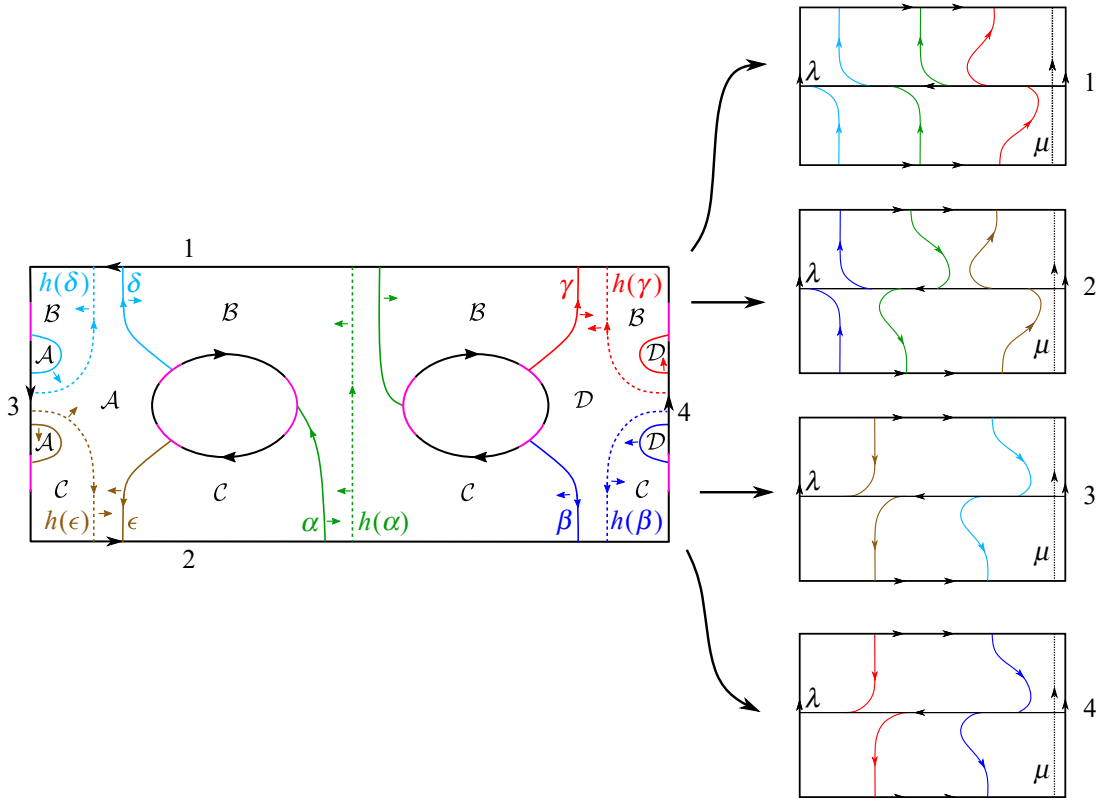 1
h(δ) δ γ h(γ)
ℬ ℬ ℬ ℬ
𝒜 𝒟
3 𝒜 𝒟 4
𝒜 𝒟
𝒞 𝒞 𝒞 𝒞
h(ϵ) ϵ α h(α) β h(β)
2
λ 1
μ
λ 2
μ
λ 3
μ
λ 4
μ